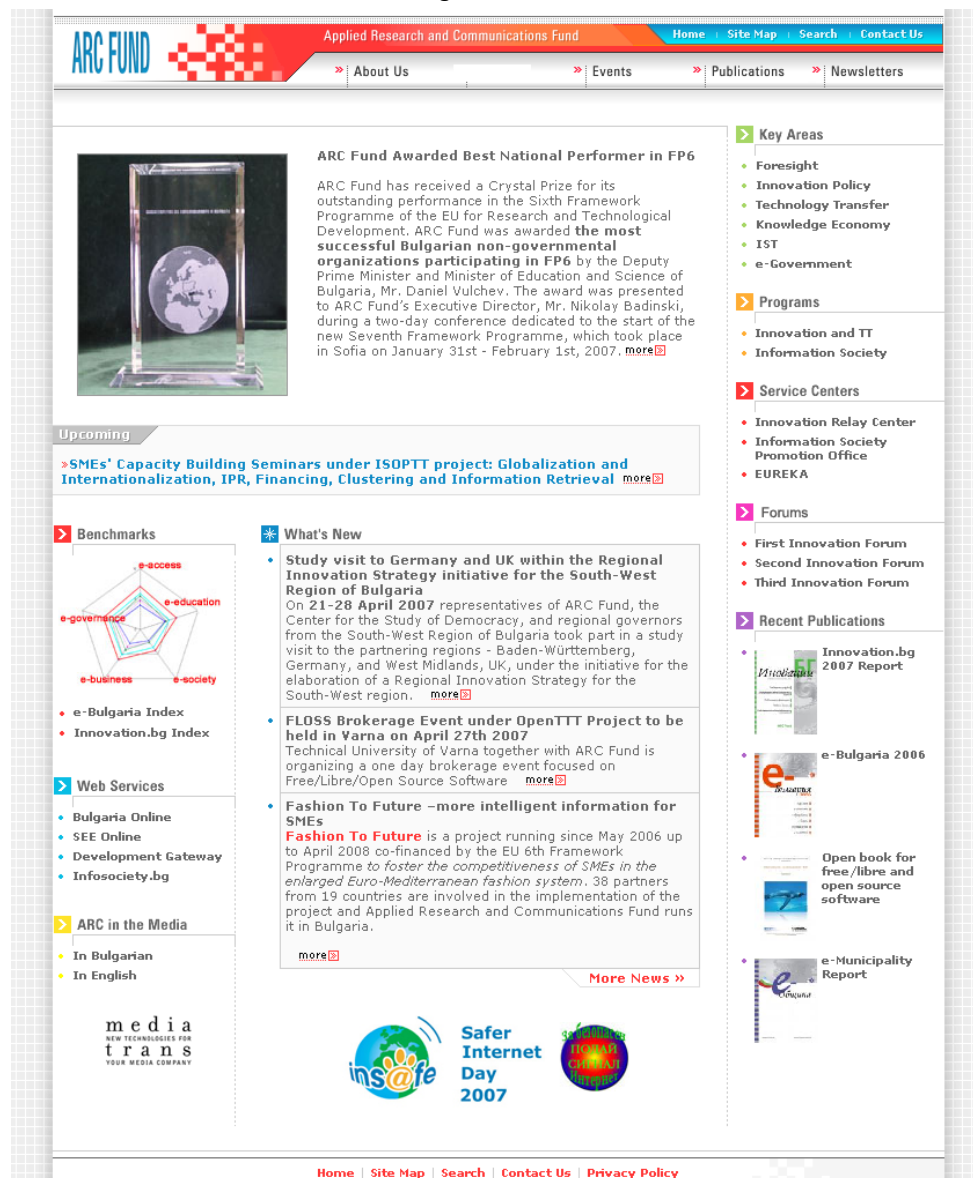 ARC FUND
Applied Research and Communications Fund
Home
Site Map
Search
Contact Us
» About Us
» Events
» Publications
» Newsletters
ARC Fund Awarded Best National Performer in FP6
ARC Fund has received a Crystal Prize for its
outstanding performance in the Sixth Framework
Programme of the EU for Research and Technological
Development. ARC Fund was awarded the most
successful Bulgarian non-governmental
organizations participating in FP6 by the Deputy
Prime Minister and Minister of Education and Science of
Bulgaria, Mr. Daniel Vulchev. The award was presented
to ARC Fund's Executive Director, Mr. Nikolay Badinski,
during a two-day conference dedicated to the start of the
new Seventh Framework Programme, which took place
in Sofia on January 31st - February 1st, 2007. more»
Upcoming
»SMEs' Capacity Building Seminars under ISOPTT project: Globalization and
Internationalization, IPR, Financing, Clustering and Information Retrieval more»
Benchmarks
e-access
e-education
e-governance
e-business
e-society
e-Bulgaria Index
Innovation.bg Index
Web Services
Bulgaria Online
SEE Online
Development Gateway
Infosociety.bg
ARC in the Media
In Bulgarian
In English
media
NEW TECHNOLOGIES FOR
trans
YOUR MEDIA COMPANY
What's New
Study visit to Germany and UK within the Regional
Innovation Strategy initiative for the South-West
Region of Bulgaria
On 21-28 April 2007 representatives of ARC Fund, the
Center for the Study of Democracy, and regional governors
from the South-West Region of Bulgaria took part in a study
visit to the partnering regions - Baden-Württemberg,
Germany, and West Midlands, UK, under the initiative for the
elaboration of a Regional Innovation Strategy for the
South-West region. more»
FLOSS Brokerage Event under OpenTTT Project to be
held in Varna on April 27th 2007
Technical University of Varna together with ARC Fund is
organizing a one day brokerage event focused on
Free/Libre/Open Source Software more»
Fashion To Future –more intelligent information for
SMEs
Fashion To Future is a project running since May 2006 up
to April 2008 co-financed by the EU 6th Framework
Programme to foster the competitiveness of SMEs in the
enlarged Euro-Mediterranean fashion system. 38 partners
from 19 countries are involved in the implementation of the
project and Applied Research and Communications Fund runs
it in Bulgaria.
more»
More News »
ins@fe
Safer
Internet
Day
2007
За безопасен
ПОДАЙ
СИГНАЛ
Интернет
Key Areas
Foresight
Innovation Policy
Technology Transfer
Knowledge Economy
IST
e-Government
Programs
Innovation and TT
Information Society
Service Centers
Innovation Relay Center
Information Society
Promotion Office
EUREKA
Forums
First Innovation Forum
Second Innovation Forum
Third Innovation Forum
Recent Publications
Иновации
БГ
Innovation.bg
2007 Report
e-
България
e-Bulgaria 2006
Open book for
free/libre and
open source
software
е
Община
e-Municipality
Report
Home | Site Map | Search | Contact Us | Privacy Policy